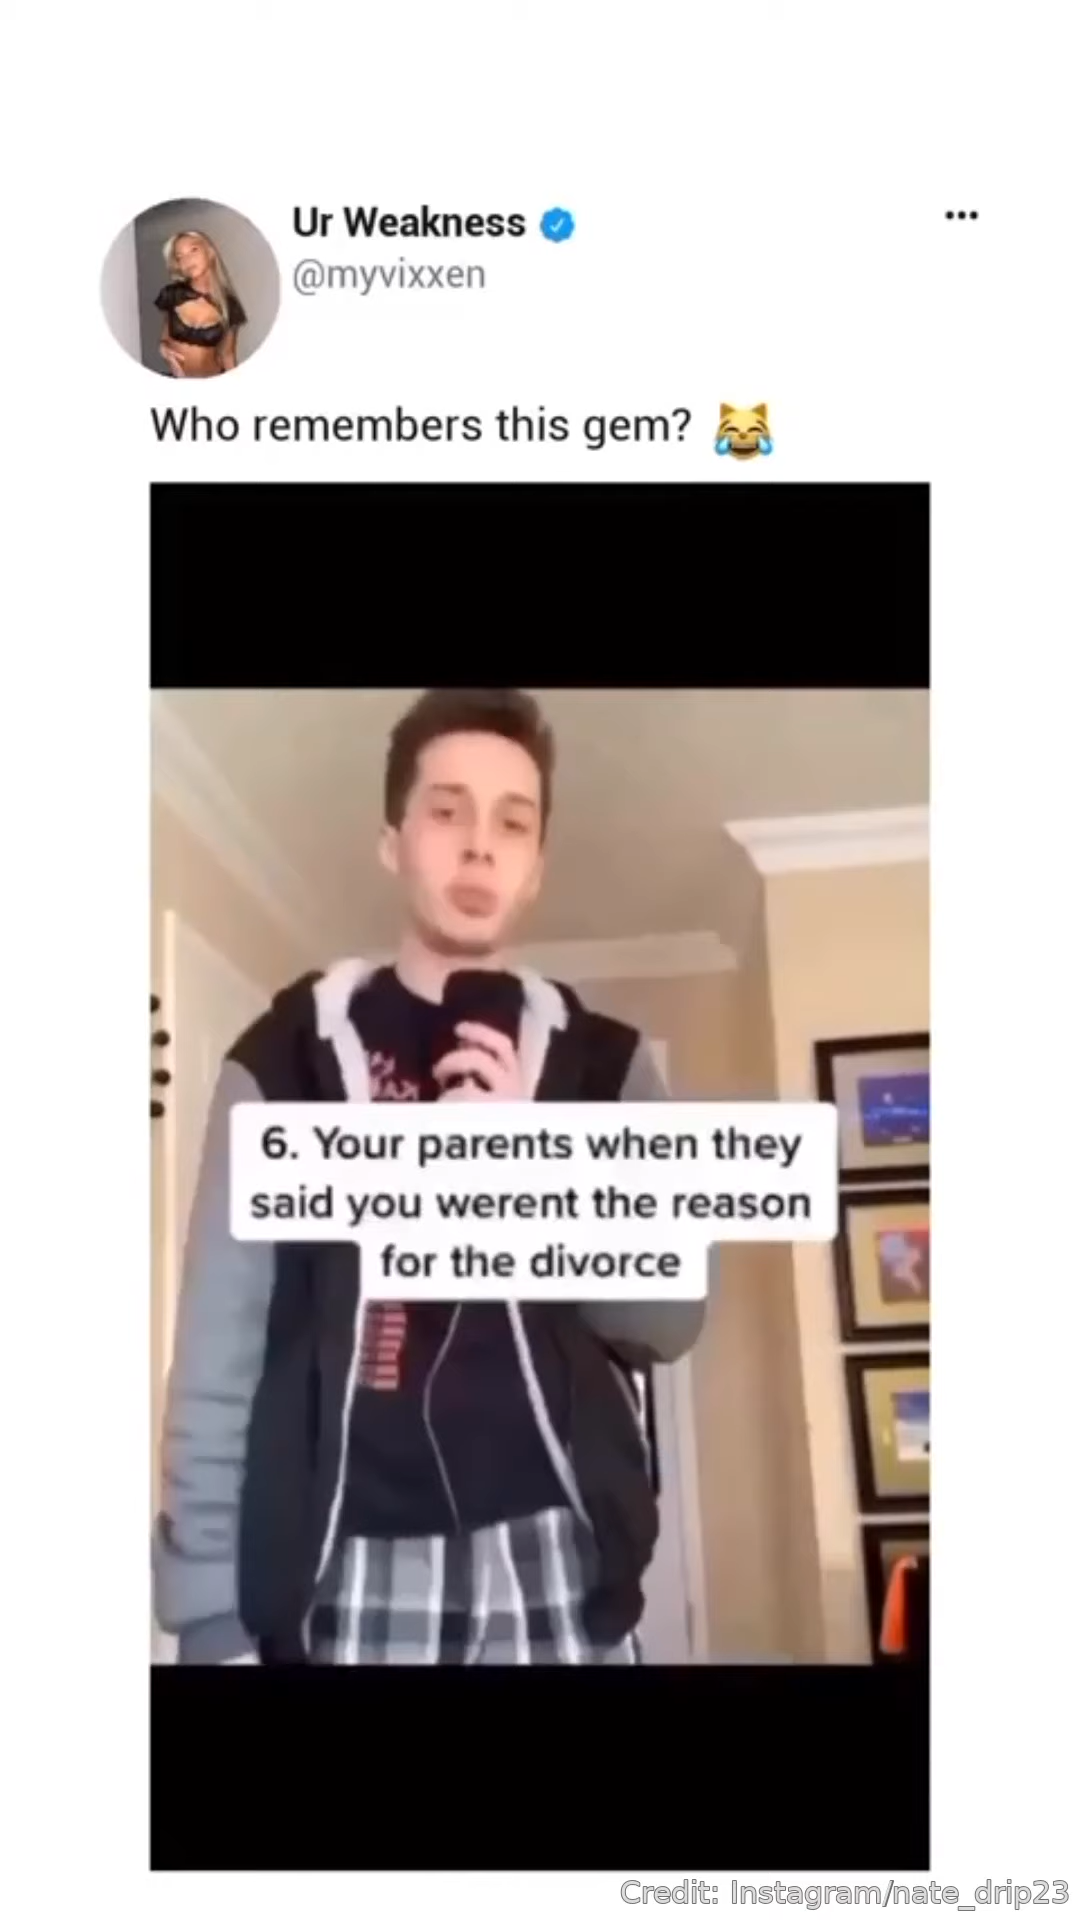 Ur Weakness
@myvixxen
Who remembers this gem? 😹
6. Your parents when they
said you werent the reason
for the divorce
Credit: Instagram/nate_drip23